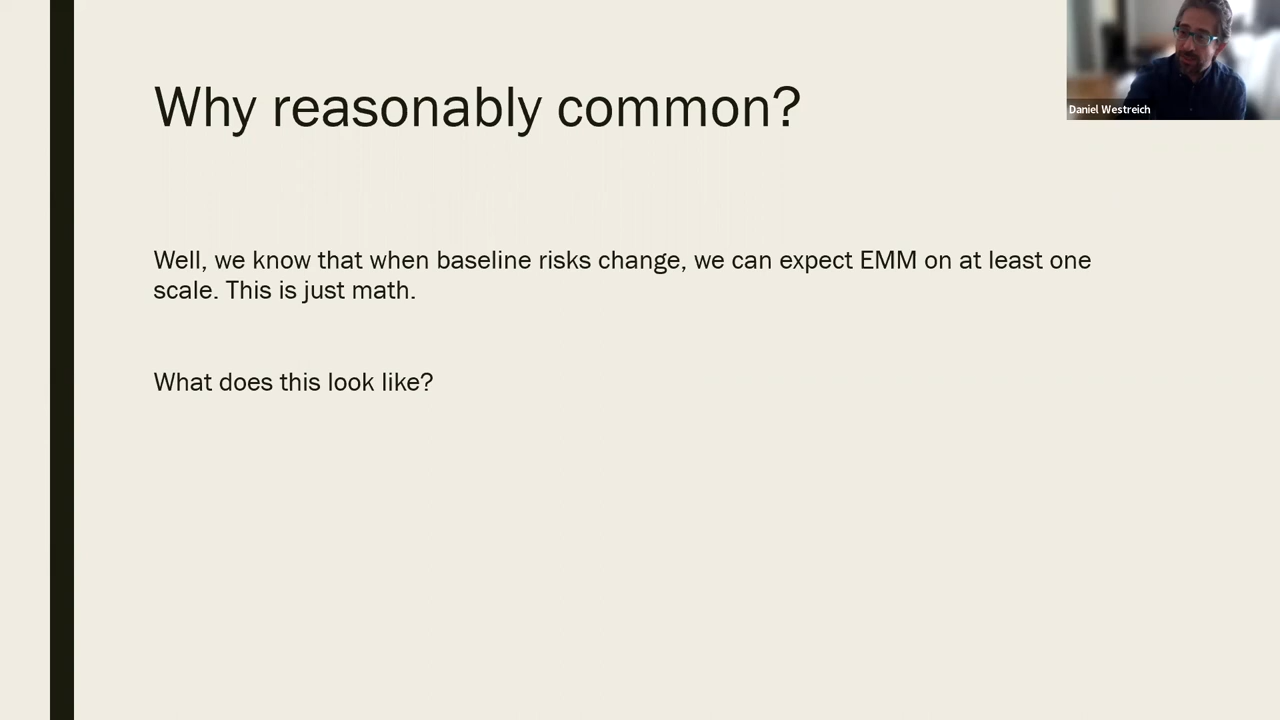 Why reasonably common?
Daniel Westreich
Well, we know that when baseline risks change, we can expect EMM on at least one
scale. This is just math.
What does this look like?